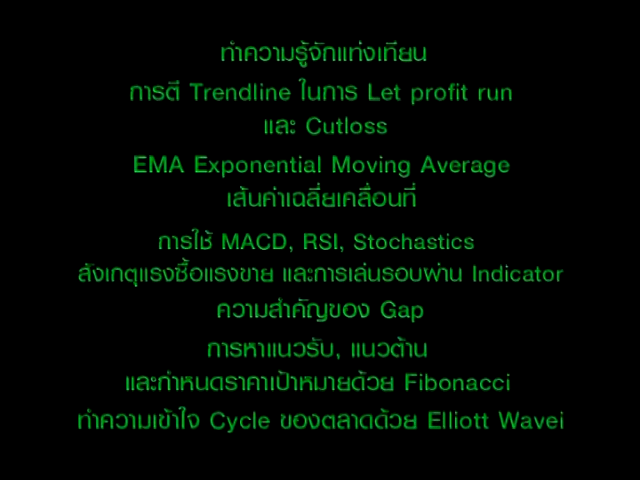 ทำความรู้จักแท่งเทียน
การตี Trendline ในการ Let profit run
และ Cutloss
EMA Exponential Moving Average
เส้นค่าเฉลี่ยเคลื่อนที่
การใช้ MACD, RSI, Stochastics
สังเกตุแรงซื้อแรงขาย และการเล่นรอบผ่าน Indicator
ความสำคัญของ Gap
การหาแนวรับ, แนวต้าน
และกำหนดราคาเป้าหมายด้วย Fibonacci
ทำความเข้าใจ Cycle ของตลาดด้วย Elliott Wavei